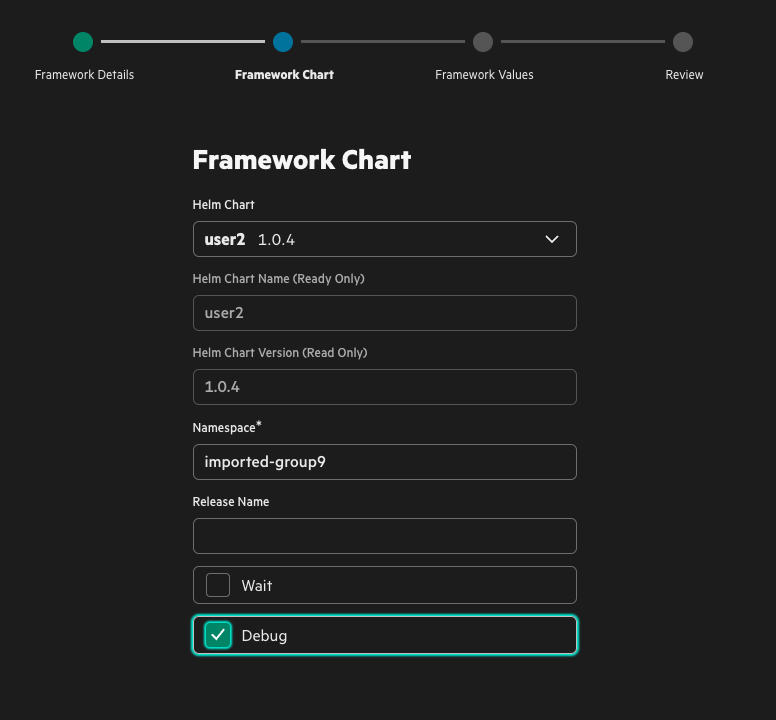 Framework Details Framework Chart Framework Values Review
Framework Chart
Helm Chart
user2 1.0.4
Helm Chart Name (Ready Only)
user2
Helm Chart Version (Read Only)
1.0.4
Namespace*
imported-group9
Release Name
Wait
Debug